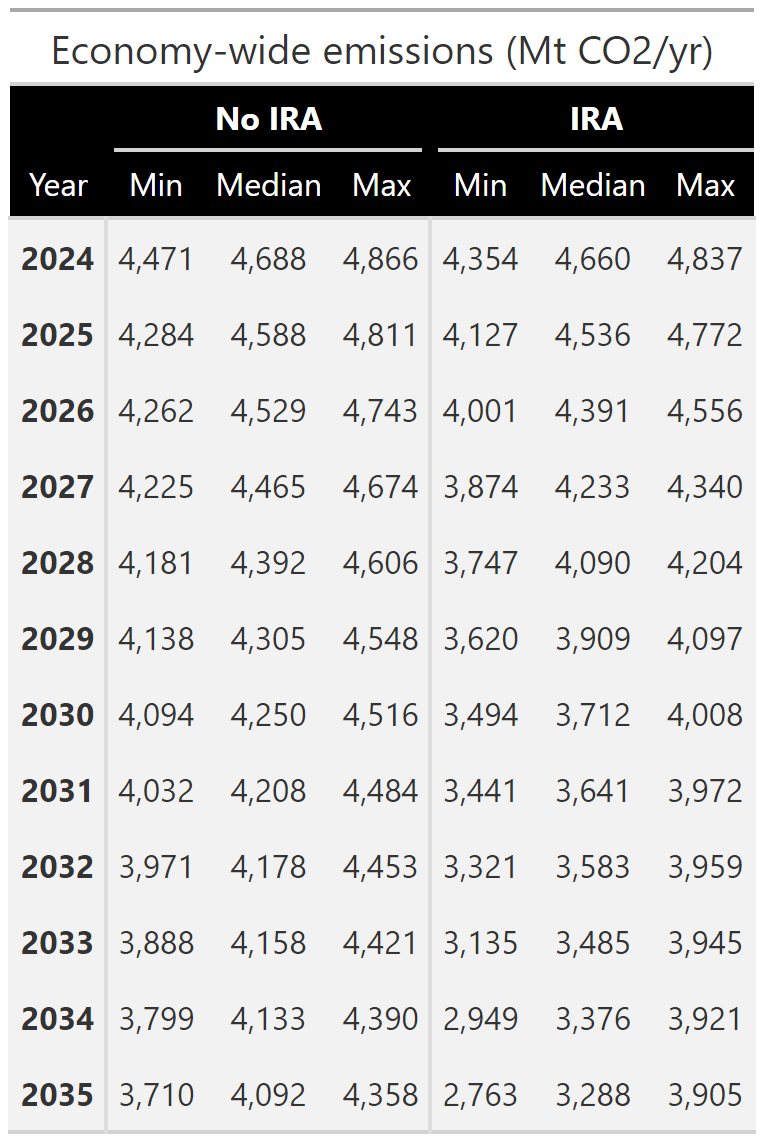 Economy-wide emissions (Mt CO2/yr)
No IRA IRA
Year Min Median Max Min Median Max
2024 4,471 4,688 4,866 4,354 4,660 4,837
2025 4,284 4,588 4,811 4,127 4,536 4,772
2026 4,262 4,529 4,743 4,001 4,391 4,556
2027 4,225 4,465 4,674 3,874 4,233 4,340
2028 4,181 4,392 4,606 3,747 4,090 4,204
2029 4,138 4,305 4,548 3,620 3,909 4,097
2030 4,094 4,250 4,516 3,494 3,712 4,008
2031 4,032 4,208 4,484 3,441 3,641 3,972
2032 3,971 4,178 4,453 3,321 3,583 3,959
2033 3,888 4,158 4,421 3,135 3,485 3,945
2034 3,799 4,133 4,390 2,949 3,376 3,921
2035 3,710 4,092 4,358 2,763 3,288 3,905